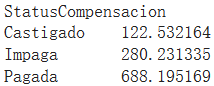 StatusCompensacion
Castigado    122.532164
Impaga       280.231335
Pagada       688.195169